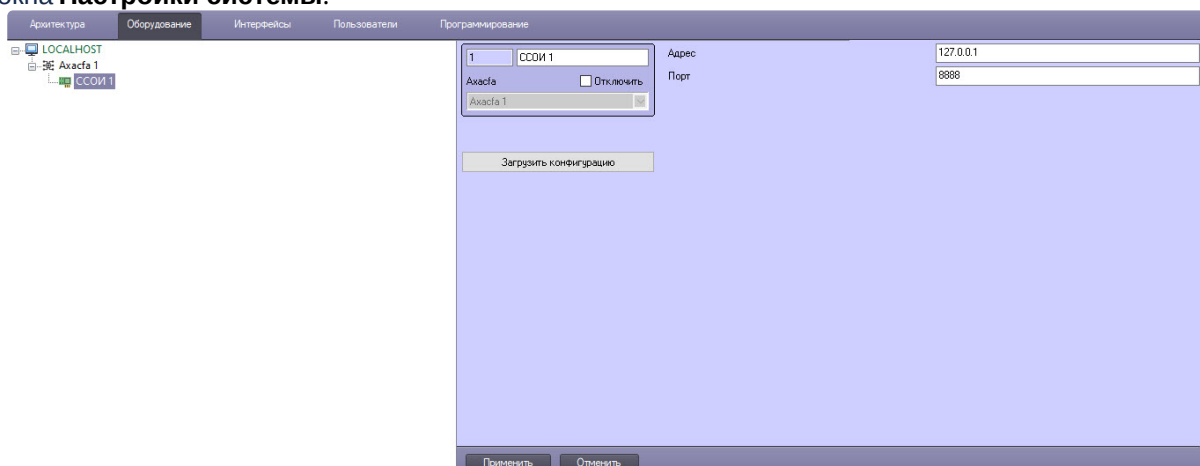 окна Настройки системы.
Архитектура Оборудование Интерфейсы Пользователи Программирование
LOCALHOST
Axacfa 1
ССОИ 1
1 ССОИ 1
Axacfa Отключить
Axacfa 1
Загрузить конфигурацию
Адрес 127.0.0.1
Порт 8888
Применить Отменить